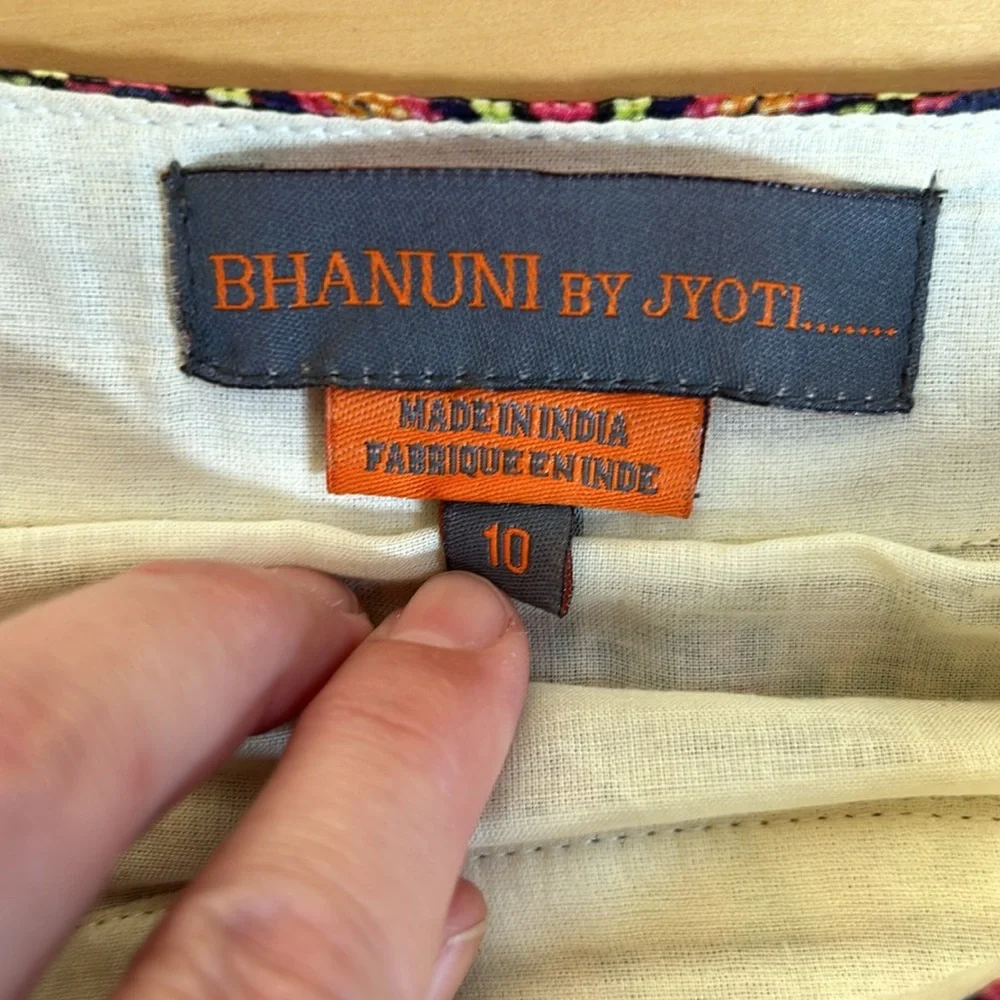 BHANUNI BY JYOTI.......
MADE IN INDIA
FABRIQUE EN INDE
10